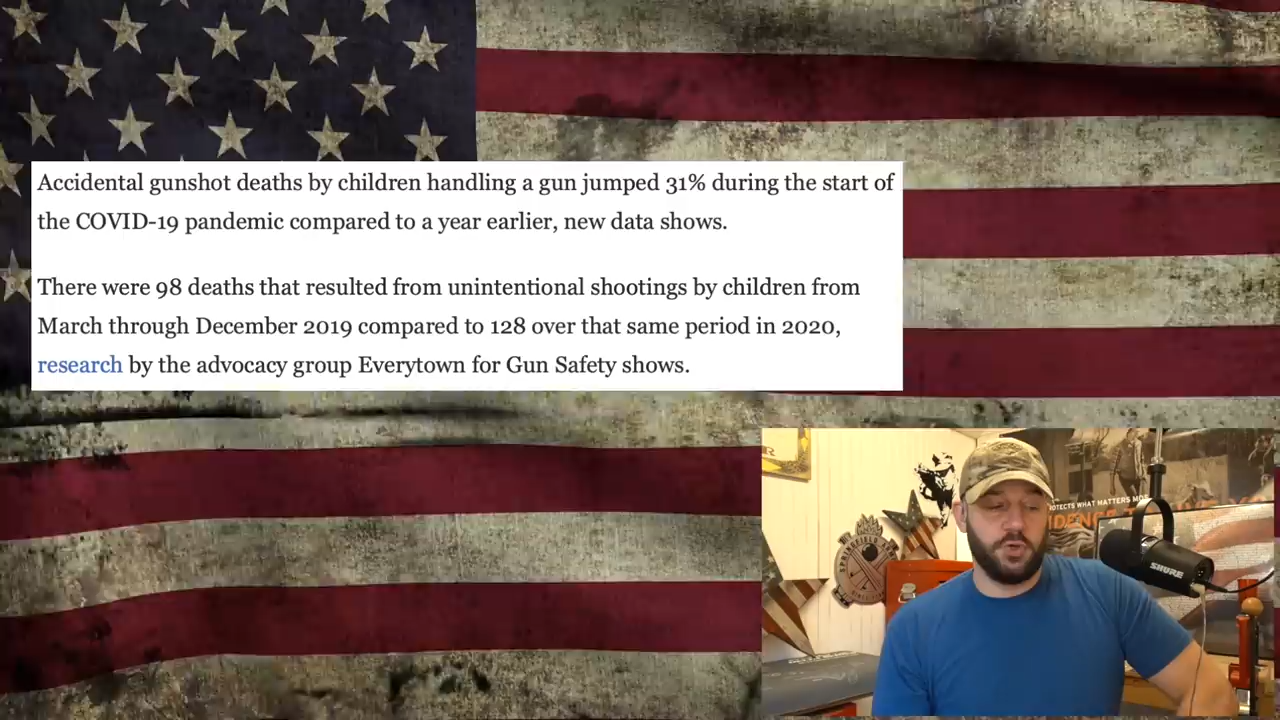 Accidental gunshot deaths by children handling a gun jumped 31% during the start of
the COVID-19 pandemic compared to a year earlier, new data shows.
There were 98 deaths that resulted from unintentional shootings by children from
March through December 2019 compared to 128 over that same period in 2020,
research by the advocacy group Everytown for Gun Safety shows.
WHAT MATTERS
SPRINGFIELD
SHURE